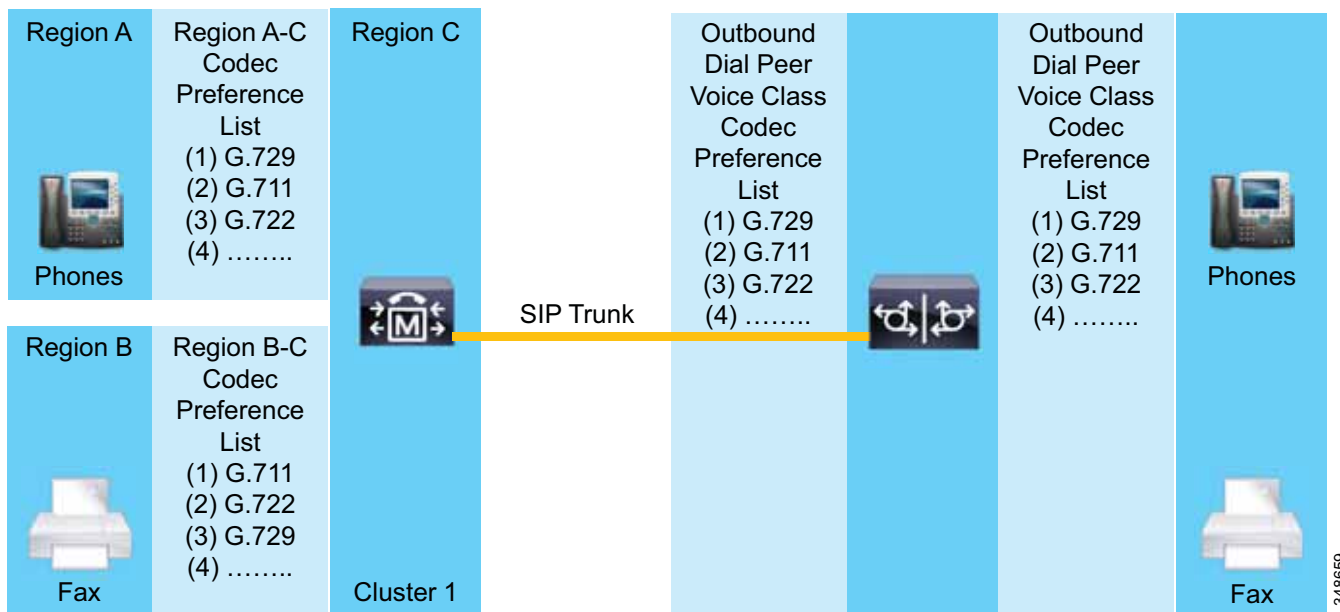 Region A
Phones
Region A-C
Codec
Preference
List
(1) G.729
(2) G.711
(3) G.722
(4) ……..
Region B
Fax
Region B-C
Codec
Preference
List
(1) G.711
(2) G.722
(3) G.729
(4) ……..
Region C
M
Cluster 1
SIP Trunk
Outbound
Dial Peer
Voice Class
Codec
Preference
List
(1) G.729
(2) G.711
(3) G.722
(4) ……..
Outbound
Dial Peer
Voice Class
Codec
Preference
List
(1) G.729
(2) G.711
(3) G.722
(4) ……..
Phones
Fax
348659